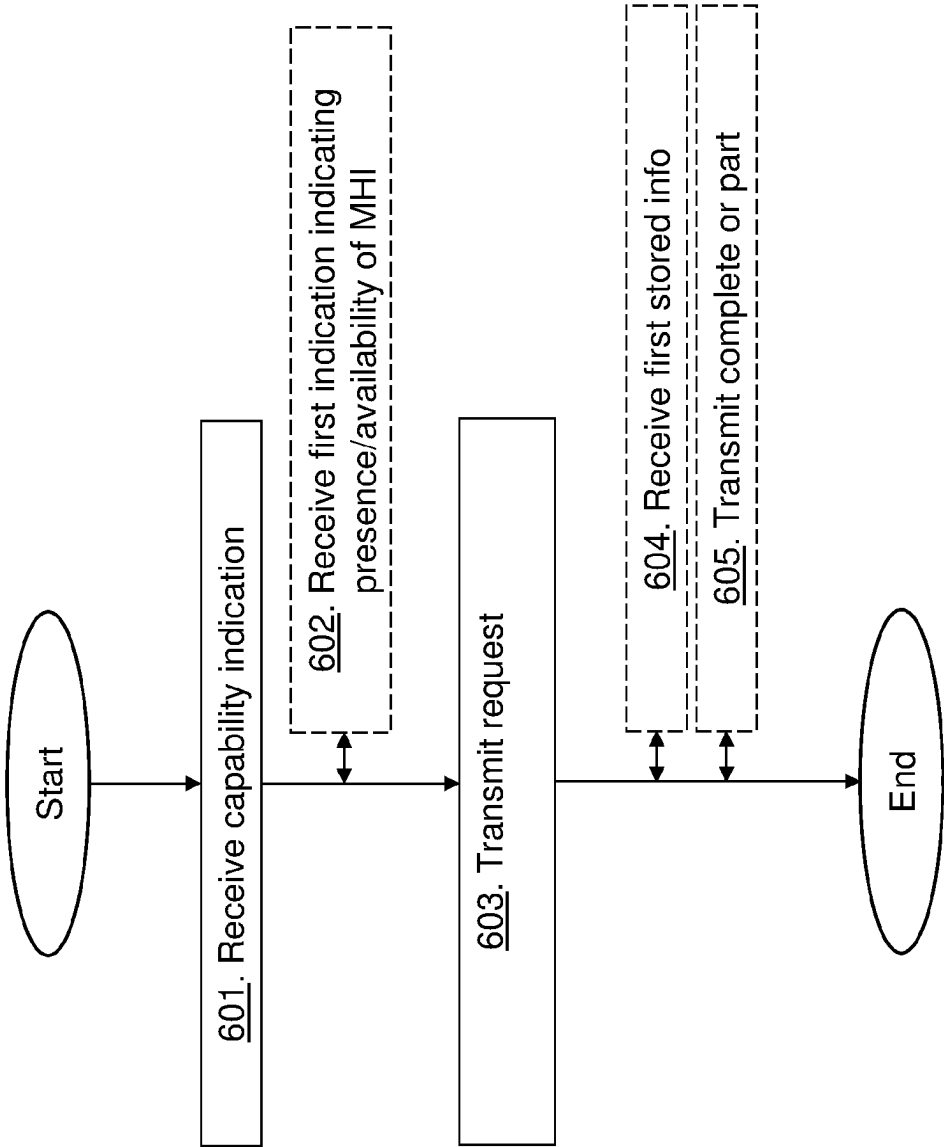 Start
601. Receive capability indication
602. Receive first indication indicating
presence/availability of MHI
603. Transmit request
604. Receive first stored info
605. Transmit complete or part
End